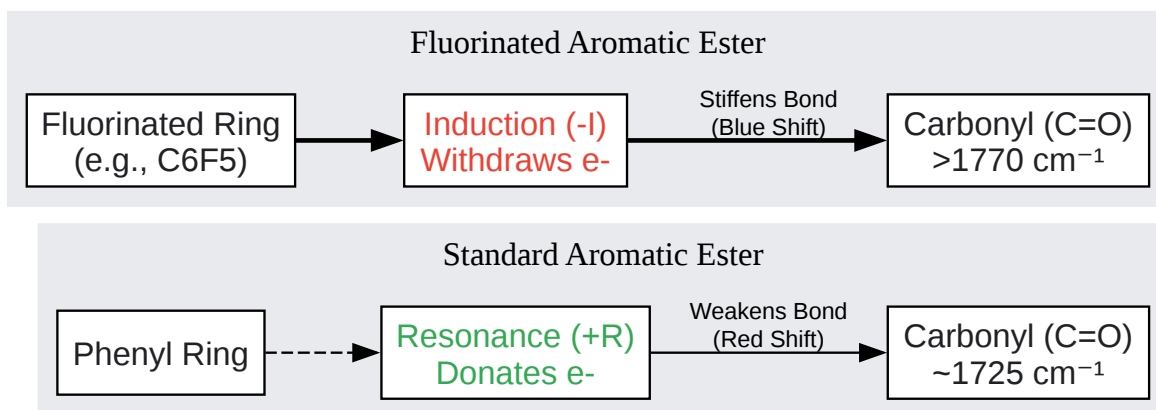 Fluorinated Aromatic Ester
Fluorinated Ring
(e.g., C6F5)
Induction (-I)
Withdraws e-
Stiffens Bond
(Blue Shift)
Carbonyl (C=O)
>1770 cm⁻¹
Standard Aromatic Ester
Phenyl Ring
Resonance (+R)
Donates e-
Weakens Bond
(Red Shift)
Carbonyl (C=O)
~1725 cm⁻¹